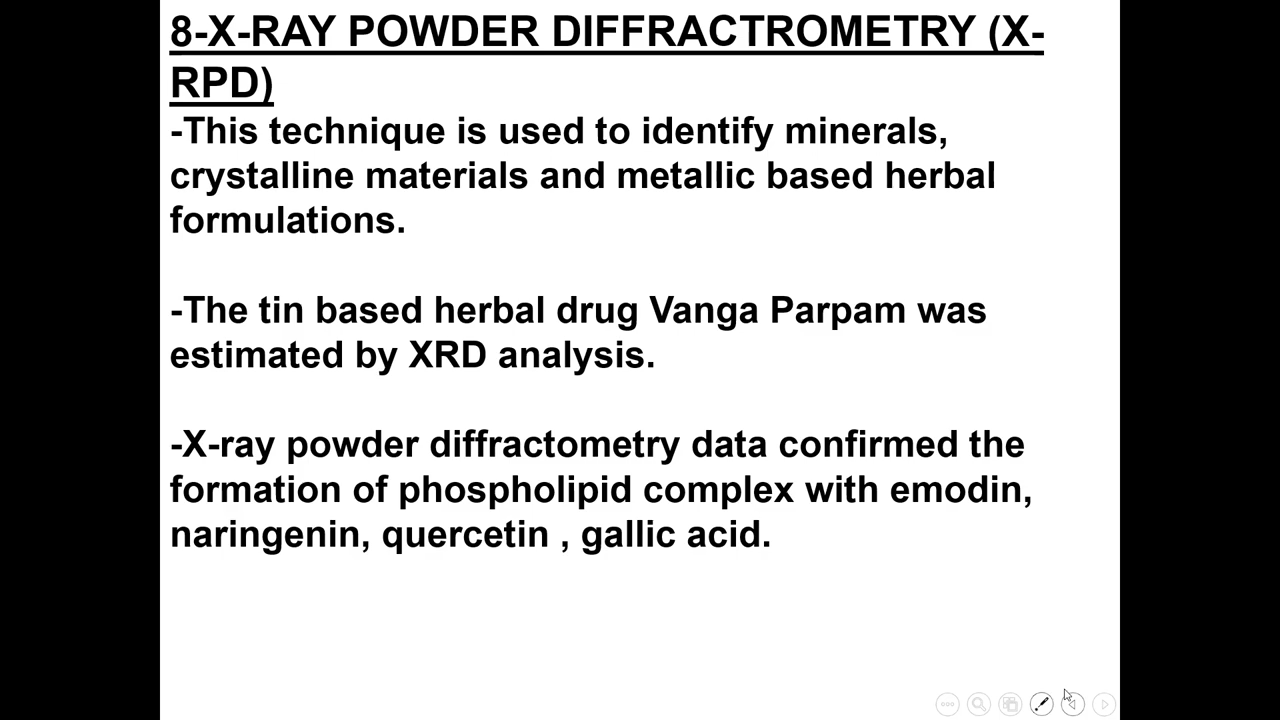 8-X-RAY POWDER DIFFRACTROMETRY (X-
RPD)
-This technique is used to identify minerals,
crystalline materials and metallic based herbal
formulations.
-The tin based herbal drug Vanga Parpam was
estimated by XRD analysis.
-X-ray powder diffractometry data confirmed the
formation of phospholipid complex with emodin,
naringenin, quercetin , gallic acid.